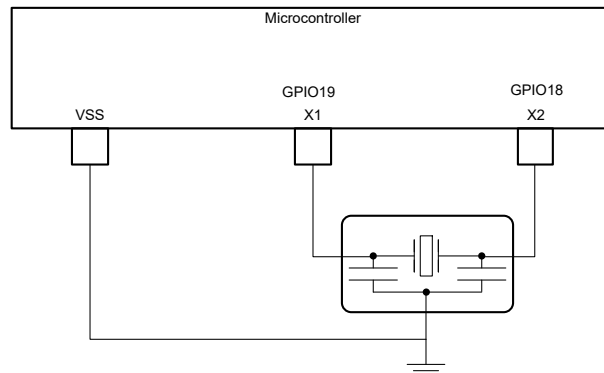 Microcontroller
GPIO19
GPIO18
VSS
X1
X2